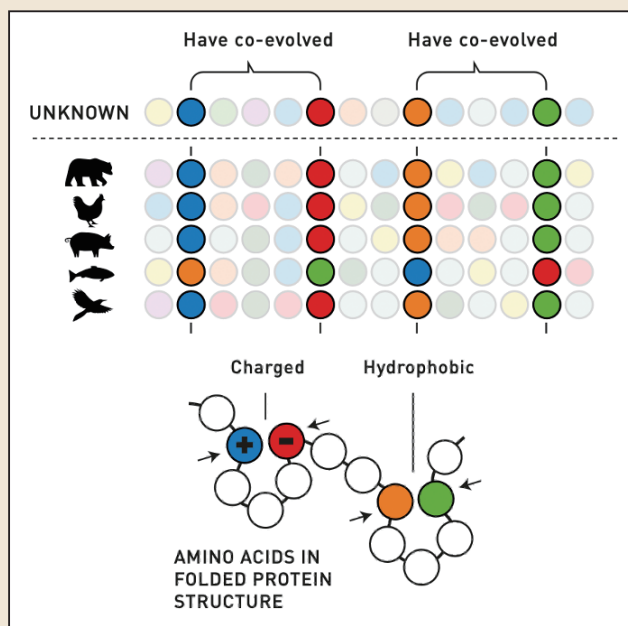 Have co-evolved
Have co-evolved
UNKNOWN
Charged
Hydrophobic
+
-
AMINO ACIDS IN
FOLDED PROTEIN
STRUCTURE